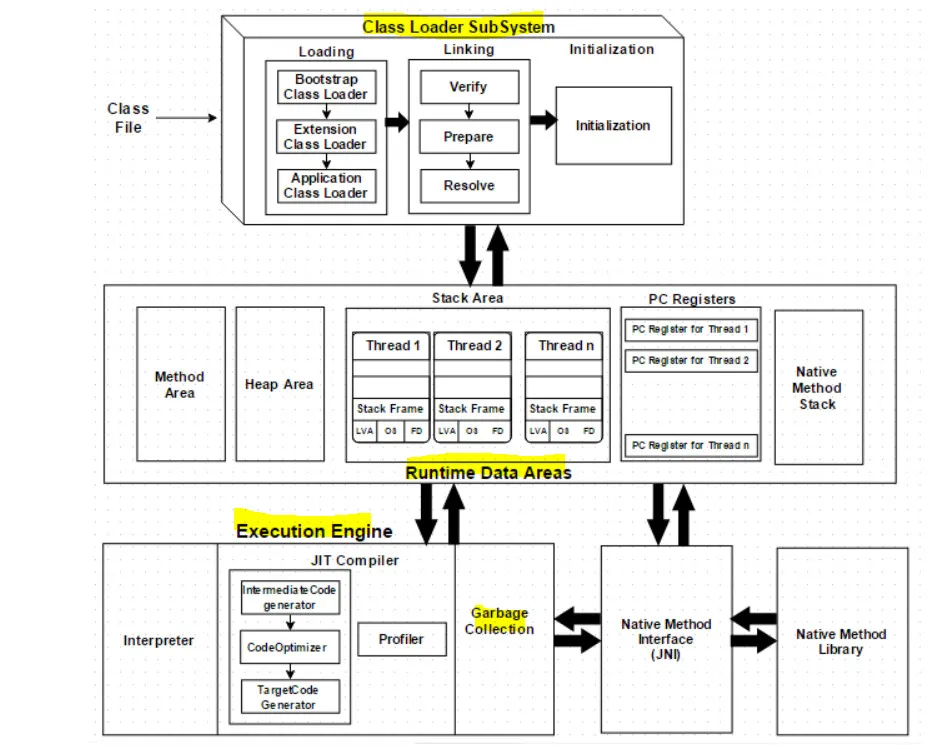 Class Loader SubSystem
Loading
Linking
Initialization
Class
File
Bootstrap
Class Loader
Extension
Class Loader
Application
Class Loader
Verify
Prepare
Resolve
Initialization
Stack Area
PC Registers
Method
Area
Heap Area
Thread 1
Stack Frame
LVA OS FD
Thread 2
Stack Frame
LVA OS FD
Thread n
Stack Frame
LVA OS FD
PC Register for Thread 1
PC Register for Thread 2
PC Register for Thread n
Native
Method
Stack
Runtime Data Areas
Execution Engine
Interpreter
JIT Compiler
IntermediateCode
generator
CodeOptimizer
TargetCode
Generator
Profiler
Garbage
Collection
Native Method
Interface
(JNI)
Native Method
Library